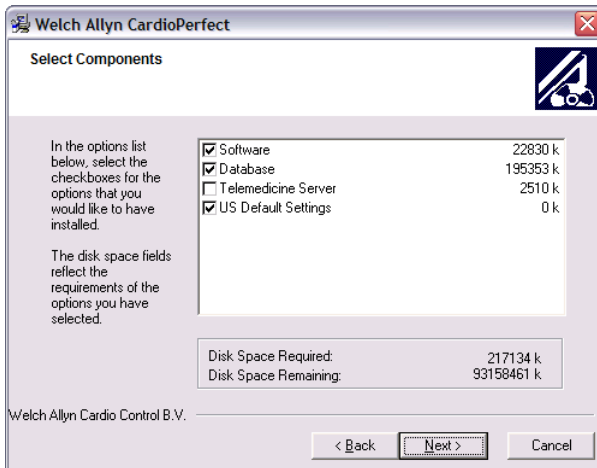 Welch Allyn CardioPerfect
Select Components
In the options list
below, select the
checkboxes for the
options that you
would like to have
installed.
The disk space fields
reflect the
requirements of the
options you have
selected.
Software 22830 k
Database 195353 k
Telemedicine Server 2510 k
US Default Settings 0 k
Disk Space Required: 217134 k
Disk Space Remaining: 93158461 k
Welch Allyn Cardio Control B.V.
< Back Next > Cancel